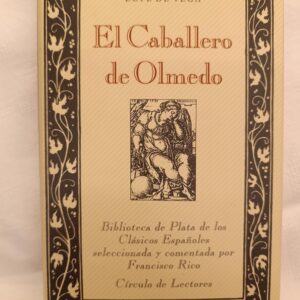 LOPE DE VEGA
El Caballero
de Olmedo
Biblioteca de Plata de los
Clásicos Españoles
seleccionada y comentada por
Francisco Rico
Círculo de Lectores